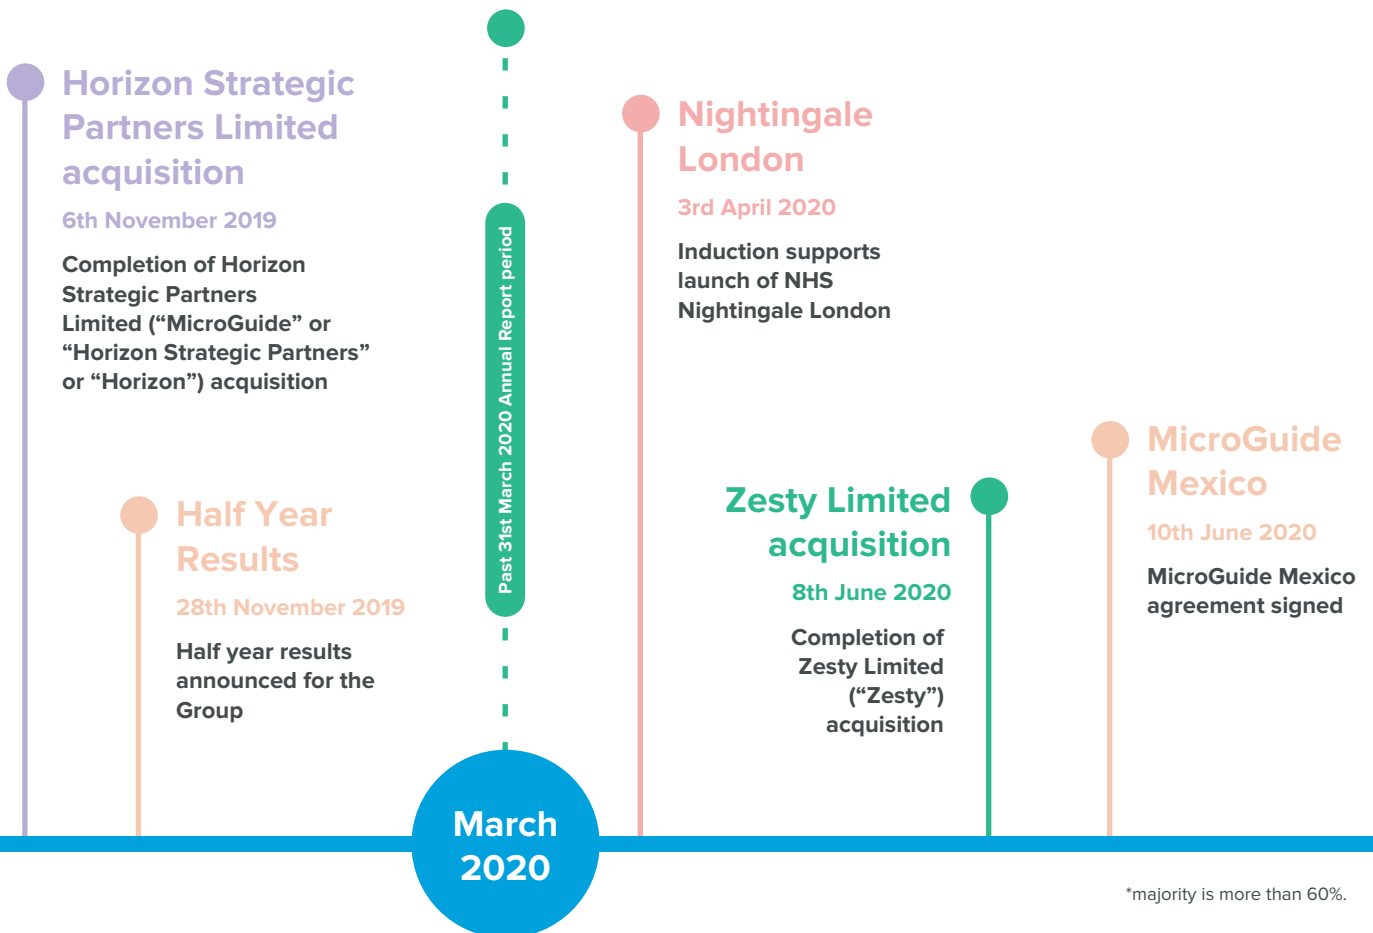 Horizon Strategic
Partners Limited
acquisition
6th November 2019
Completion of Horizon
Strategic Partners
Limited (“MicroGuide” or
“Horizon Strategic Partners”
or “Horizon”) acquisition
Half Year
Results
28th November 2019
Half year results
announced for the
Group
Past 31st March 2020 Annual Report period
March
2020
Nightingale
London
3rd April 2020
Induction supports
launch of NHS
Nightingale London
Zesty Limited
acquisition
8th June 2020
Completion of
Zesty Limited
(“Zesty”)
acquisition
MicroGuide
Mexico
10th June 2020
MicroGuide Mexico
agreement signed
*majority is more than 60%.